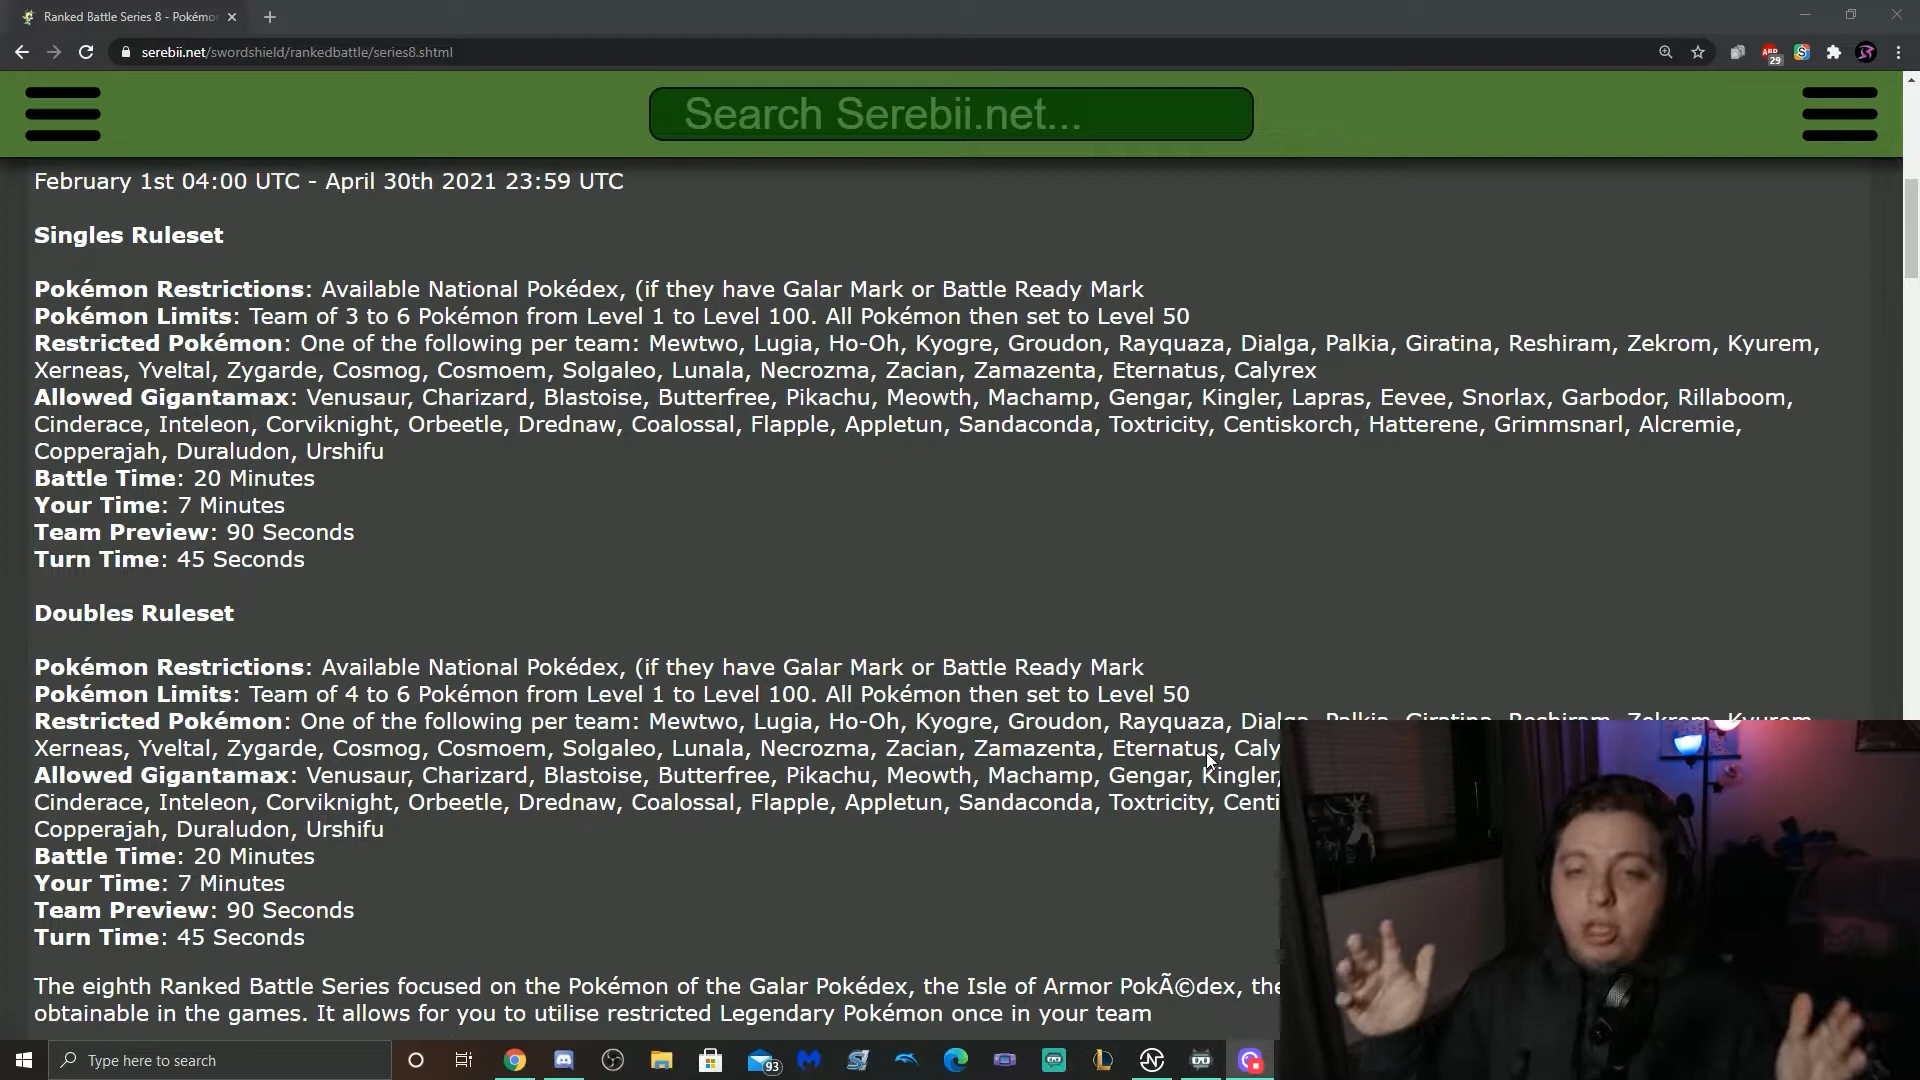 Ranked Battle Series 8 - Pokémo
serebii.net/swordshield/rankedbattle/series8.shtml
29
Search Serebii.net...
February 1st 04:00 UTC - April 30th 2021 23:59 UTC
Singles Ruleset
Pokémon Restrictions: Available National Pokédex, (if they have Galar Mark or Battle Ready Mark
Pokémon Limits: Team of 3 to 6 Pokémon from Level 1 to Level 100. All Pokémon then set to Level 50
Restricted Pokémon: One of the following per team: Mewtwo, Lugia, Ho-Oh, Kyogre, Groudon, Rayquaza, Dialga, Palkia, Giratina, Reshiram, Zekrom, Kyurem,
Xerneas, Yveltal, Zygarde, Cosmog, Cosmoem, Solgaleo, Lunala, Necrozma, Zacian, Zamazenta, Eternatus, Calyrex
Allowed Gigantamax: Venusaur, Charizard, Blastoise, Butterfree, Pikachu, Meowth, Machamp, Gengar, Kingler, Lapras, Eevee, Snorlax, Garbodor, Rillaboom,
Cinderace, Inteleon, Corviknight, Orbeetle, Drednaw, Coalossal, Flapple, Appletun, Sandaconda, Toxtricity, Centiskorch, Hatterene, Grimmsnarl, Alcremie,
Copperajah, Duraludon, Urshifu
Battle Time: 20 Minutes
Your Time: 7 Minutes
Team Preview: 90 Seconds
Turn Time: 45 Seconds
Doubles Ruleset
Pokémon Restrictions: Available National Pokédex, (if they have Galar Mark or Battle Ready Mark
Pokémon Limits: Team of 4 to 6 Pokémon from Level 1 to Level 100. All Pokémon then set to Level 50
Restricted Pokémon: One of the following per team: Mewtwo, Lugia, Ho-Oh, Kyogre, Groudon, Rayquaza, Dialga, Palkia, Giratina, Reshiram, Zekrom, Kyurem,
Xerneas, Yveltal, Zygarde, Cosmog, Cosmoem, Solgaleo, Lunala, Necrozma, Zacian, Zamazenta, Eternatus, Caly
Allowed Gigantamax: Venusaur, Charizard, Blastoise, Butterfree, Pikachu, Meowth, Machamp, Gengar, Kingler,
Cinderace, Inteleon, Corviknight, Orbeetle, Drednaw, Coalossal, Flapple, Appletun, Sandaconda, Toxtricity, Centi
Copperajah, Duraludon, Urshifu
Battle Time: 20 Minutes
Your Time: 7 Minutes
Team Preview: 90 Seconds
Turn Time: 45 Seconds
The eighth Ranked Battle Series focused on the Pokémon of the Galar Pokédex, the Isle of Armor PokÃ©dex, the
obtainable in the games. It allows for you to utilise restricted Legendary Pokémon once in your team
Type here to search
93